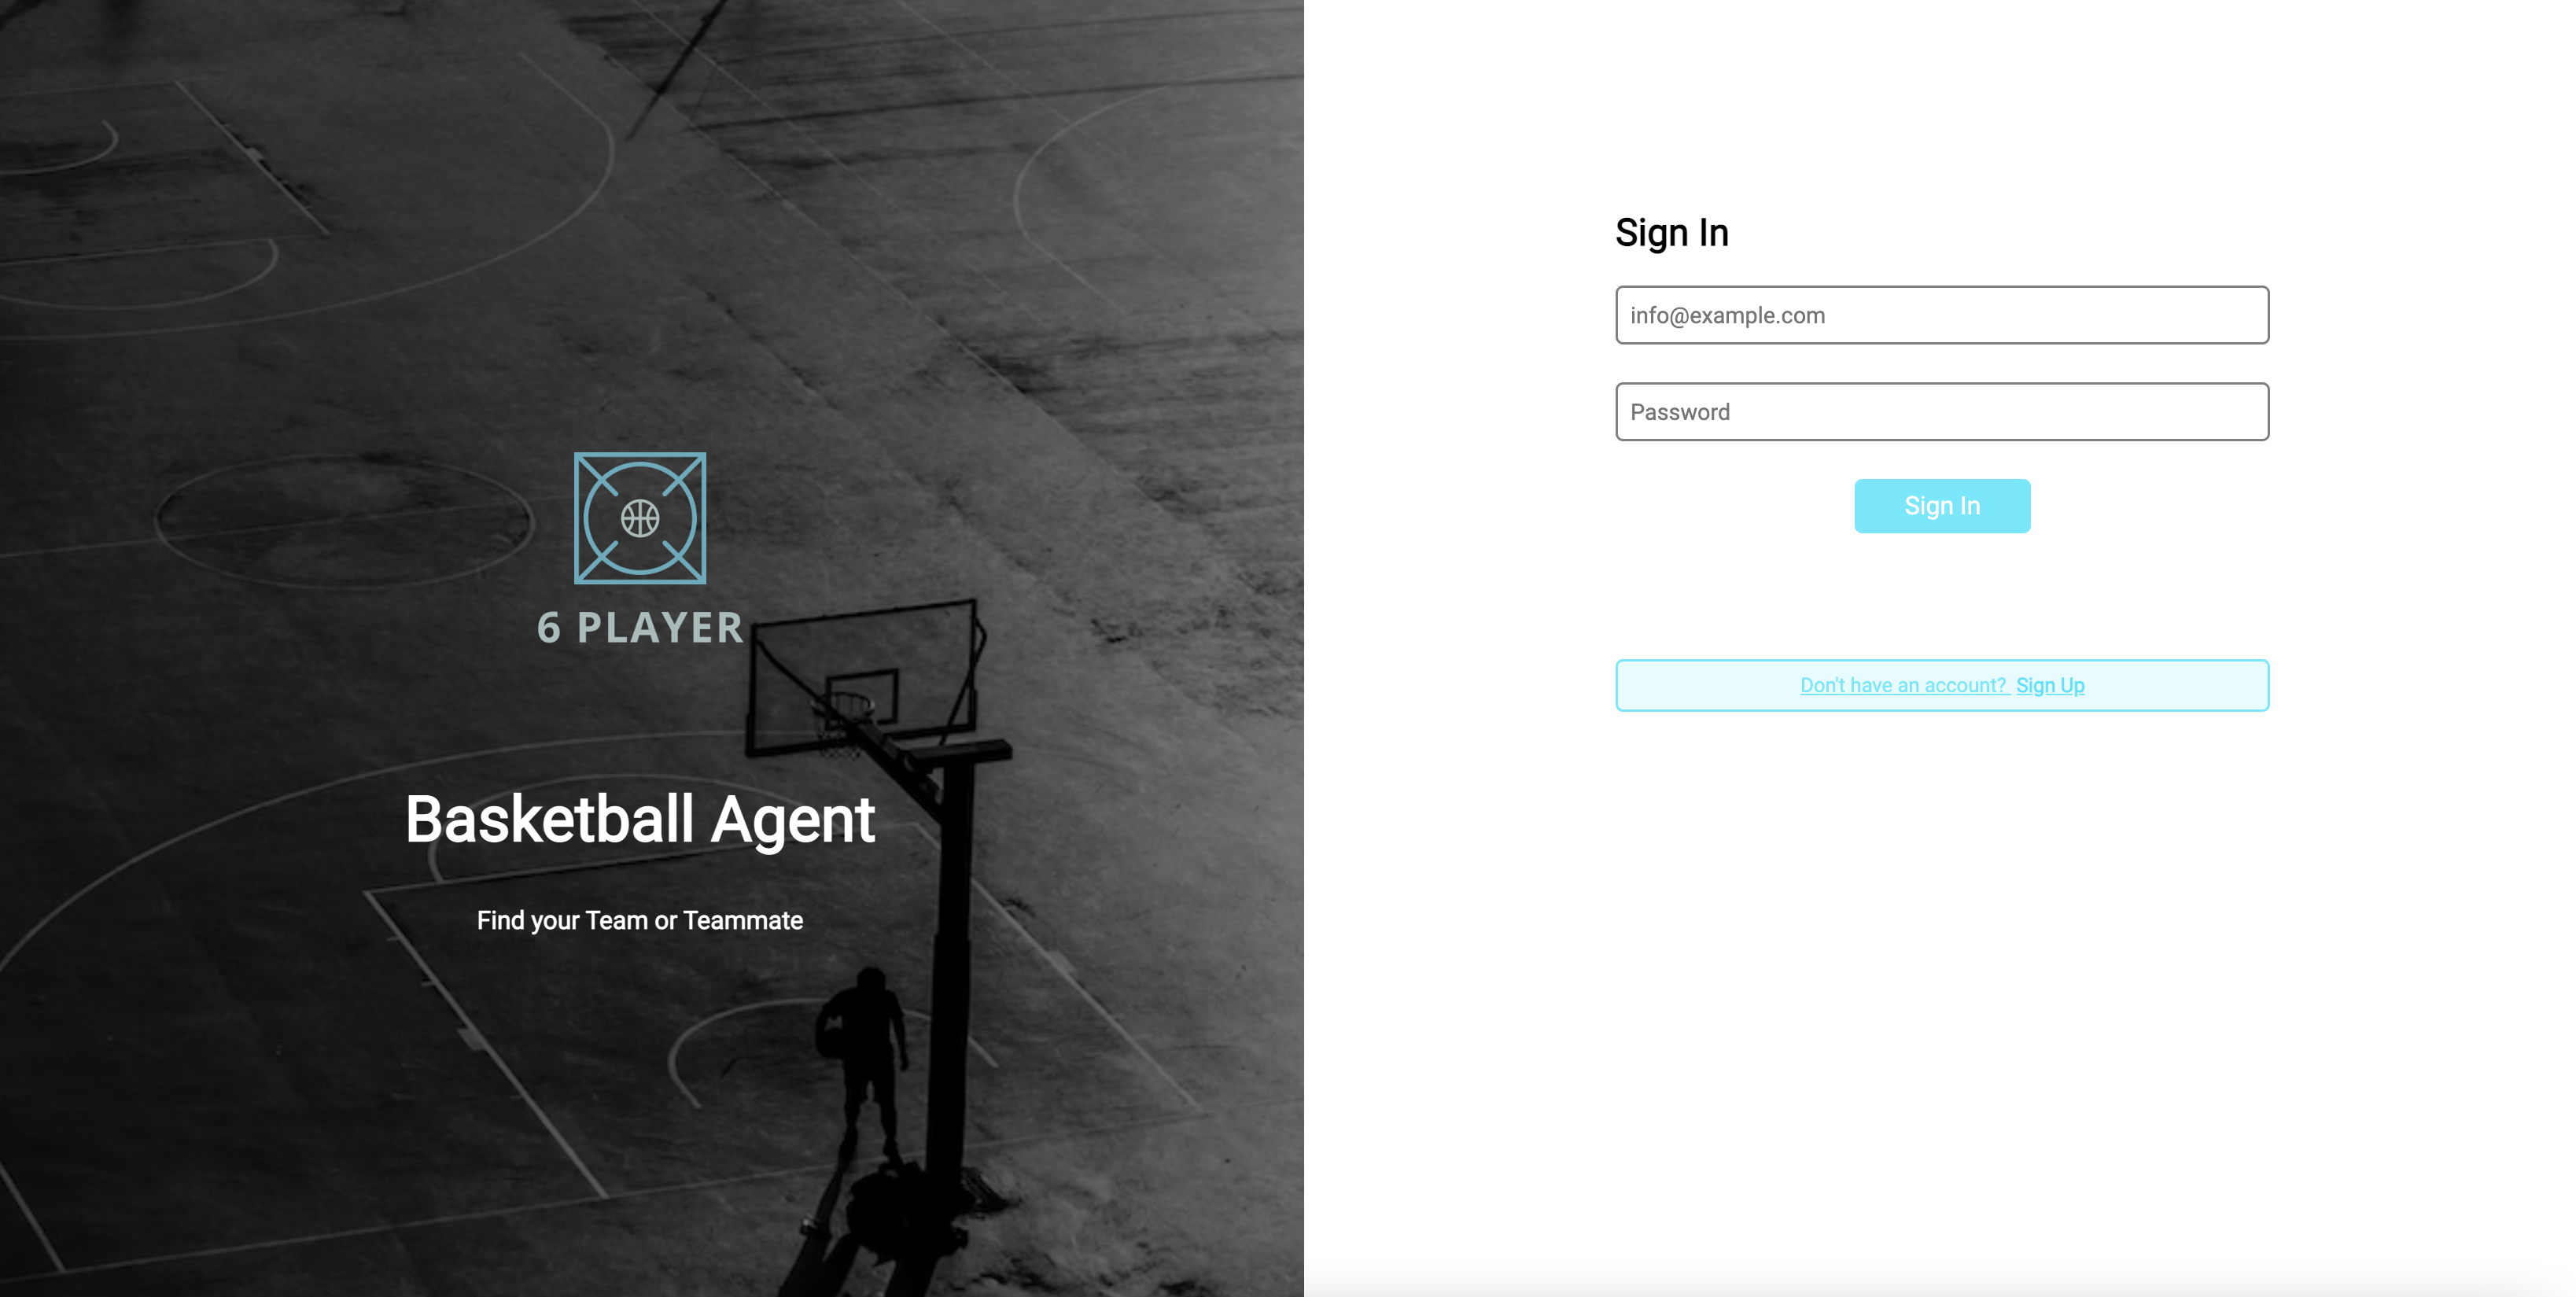 6 PLAYER
Basketball Agent
Find your Team or Teammate
Sign In
info@example.com
Password
Sign In
Don't have an account? Sign Up